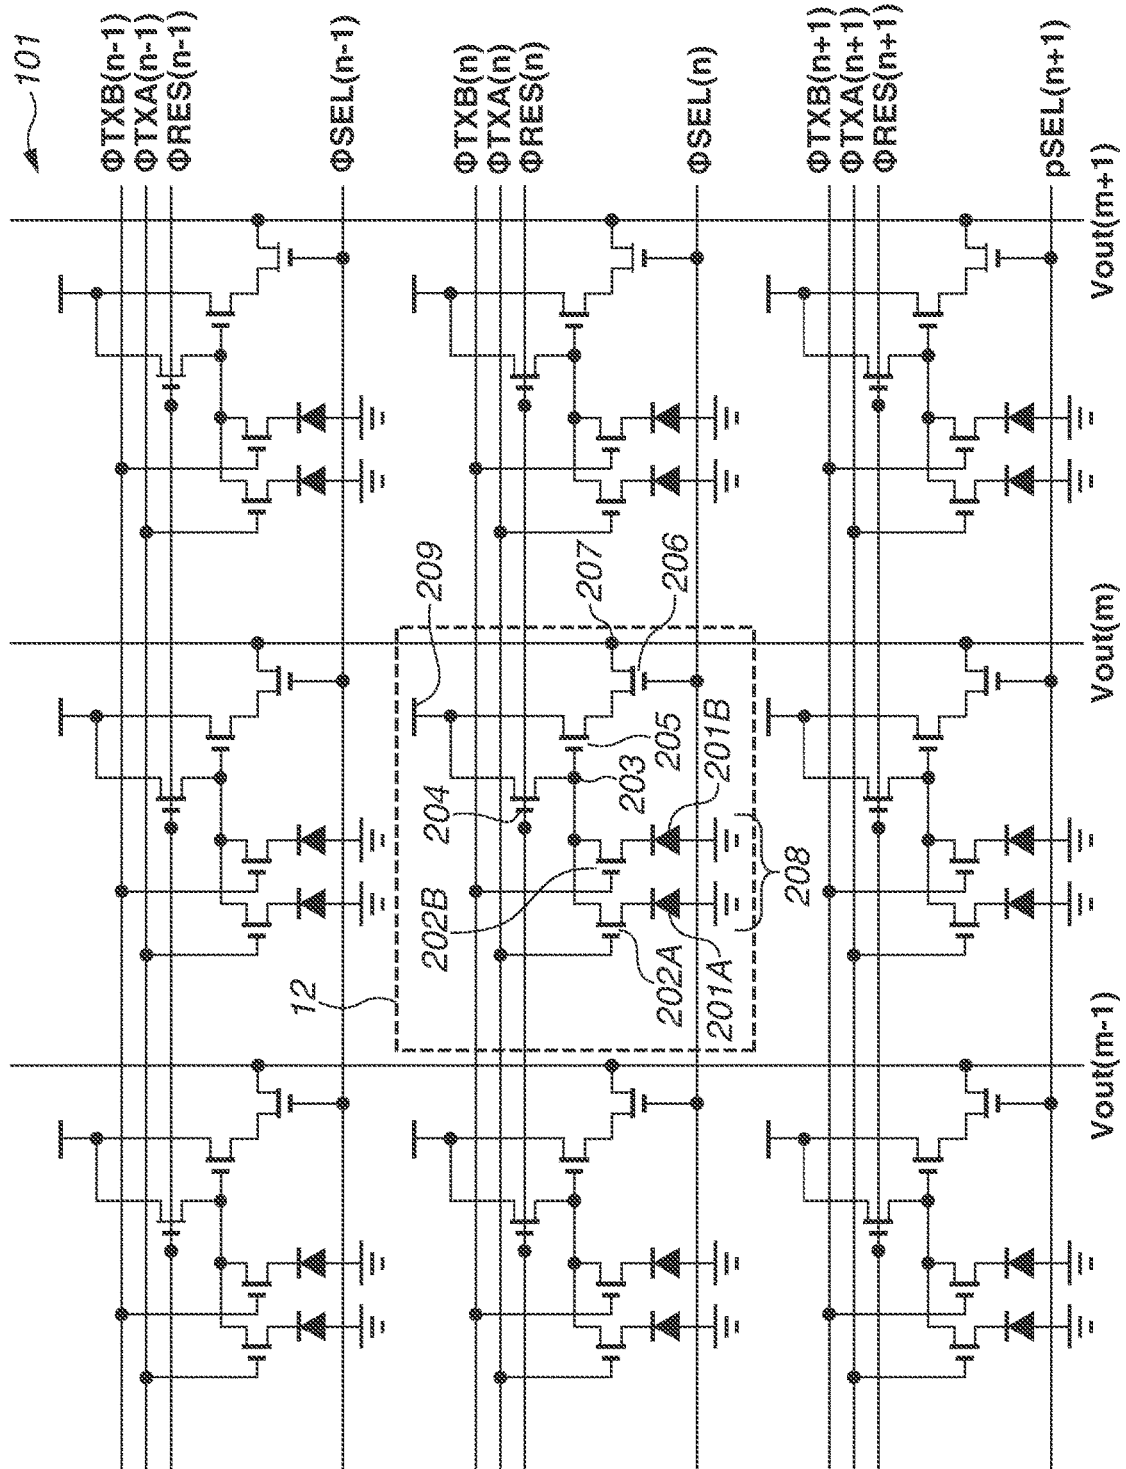 101
ΦTXB(n-1)
ΦTXA(n-1)
ΦRES(n-1)
ΦSEL(n-1)
ΦTXB(n)
ΦTXA(n)
ΦRES(n)
ΦSEL(n)
ΦTXB(n+1)
ΦTXA(n+1)
ΦRES(n+1)
pSEL(n+1)
Vout(m+1)
Vout(m)
Vout(m-1)
12
209
207
206
205
203
204
201B
202B
202A
201A
208